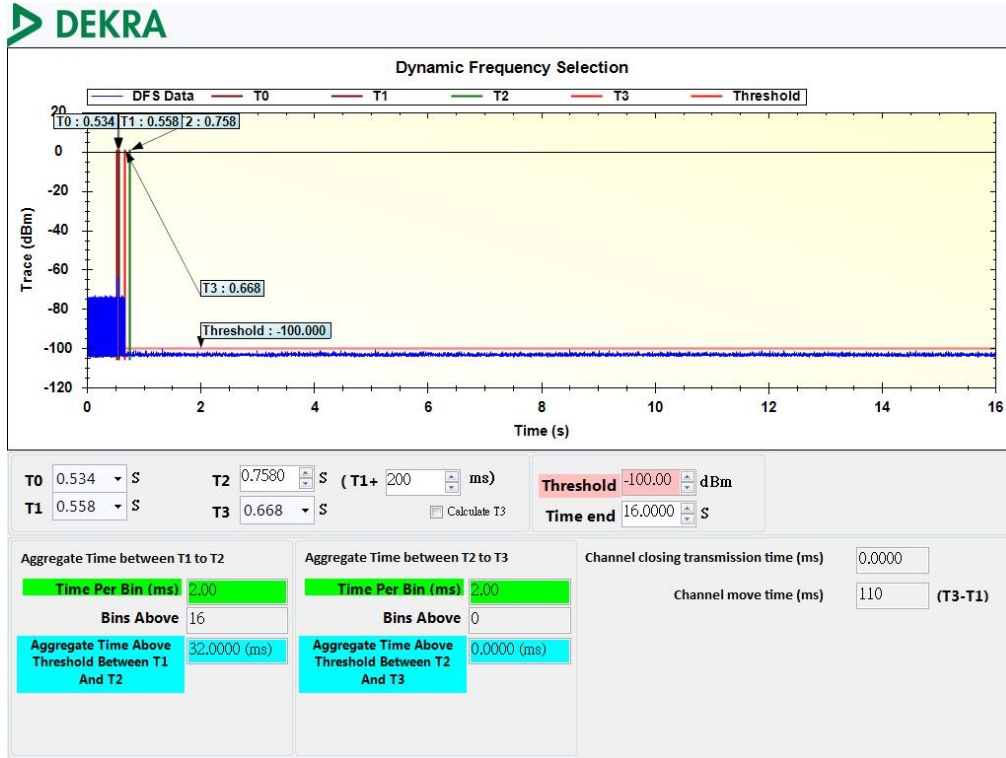 DEKRA
Dynamic Frequency Selection
DFS Data T0 T1 T2 T3 Threshold
T0 : 0.534 T1 : 0.558 2 : 0.758
20
0
-20
-40
-60
-80
-100
-120
Trace (dBm)
T3 : 0.668
Threshold : -100.000
0 2 4 6 8 10 12 14 16
Time (s)
T0 0.534 S T2 0.7580 S (T1+ 200 ms)
T1 0.558 S T3 0.668 S Calculate T3
Threshold -100.00 dBm
Time end 16.0000 S
Aggregate Time between T1 to T2
Time Per Bin (ms) 2.00
Bins Above 16
Aggregate Time Above
Threshold Between T1
And T2
32.0000 (ms)
Aggregate Time between T2 to T3
Time Per Bin (ms) 2.00
Bins Above 0
Aggregate Time Above
Threshold Between T2
And T3
0.0000 (ms)
Channel closing transmission time (ms) 0.0000
Channel move time (ms) 110 (T3-T1)